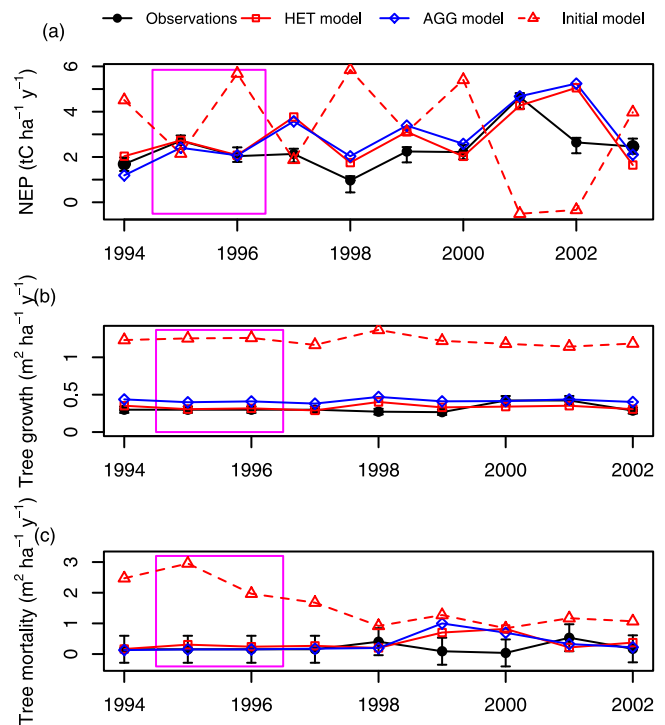 Observations HET model AGG model Initial model
(a)
NEP (tC ha⁻¹ y⁻¹)
6
4
2
0
1994 1996 1998 2000 2002
(b)
Tree growth (m² ha⁻¹ y⁻¹)
1
0.5
0
1994 1996 1998 2000 2002
(c)
Tree mortality (m² ha⁻¹ y⁻¹)
3
2
1
0
1994 1996 1998 2000 2002